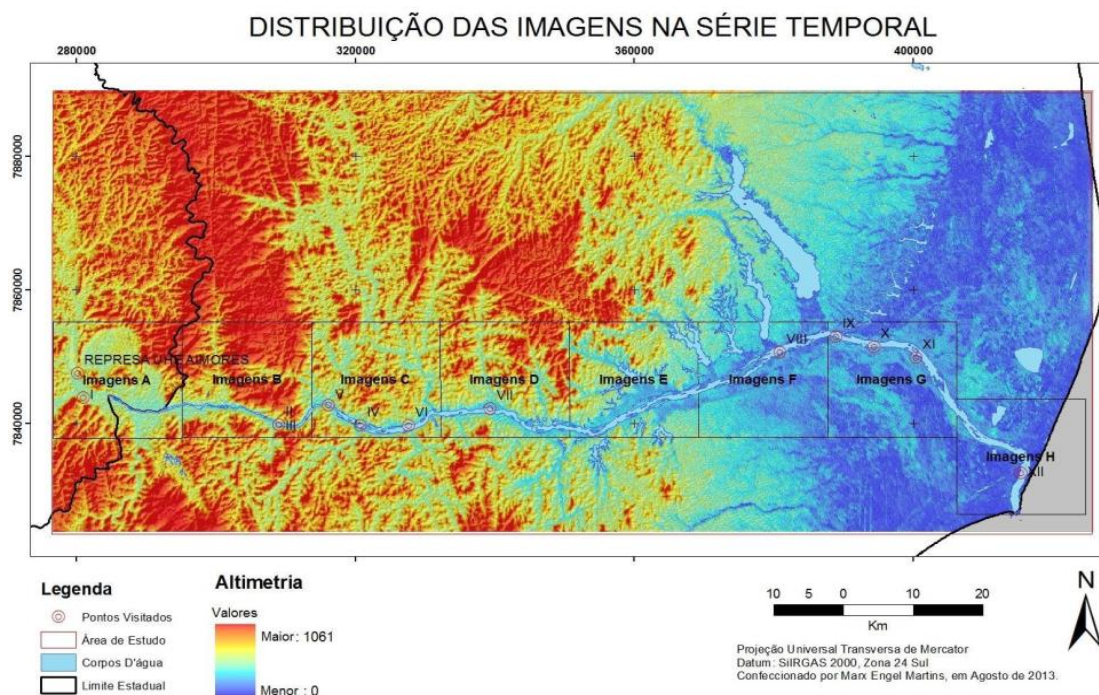 DISTRIBUIÇÃO DAS IMAGENS NA SÉRIE TEMPORAL
280000 320000 360000 400000
7880000
7860000
7840000
REPRESA UHE AIMORES
Imagens A
Imagens B
Imagens C
Imagens D
Imagens E
Imagens F
Imagens G
Imagens H
I
II
III
V
IV
VI
VII
VIII
IX
X
XI
XII
Legenda
Pontos Visitados
Área de Estudo
Corpos D'água
Limite Estadual
Altimetria
Valores
Maior : 1061
Menor : 0
10 5 0 10 20
Km
N
Projeção Universal Transversa de Mercator
Datum: SiIRGAS 2000, Zona 24 Sul
Confeccionado por Marx Engel Martins, em Agosto de 2013.